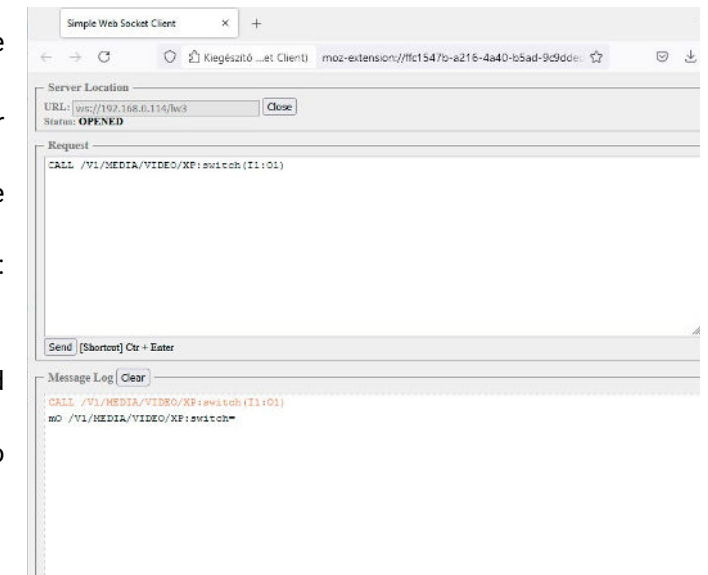 Simple Web Socket Client
Kiegészítő ...et Client) moz-extension://ffc1547b-a216-4a40-b5ad-9c9dde
Server Location
URL: ws://192.168.0.114/lw3 Close
Status: OPENED
Request
CALL /V1/MEDIA/VIDEO/XP:switch(I1:O1)
Send [Shortcut] Ctr + Enter
Message Log Clear
CALL /V1/MEDIA/VIDEO/XP:switch(I1:O1)
mO /V1/MEDIA/VIDEO/XP:switch=